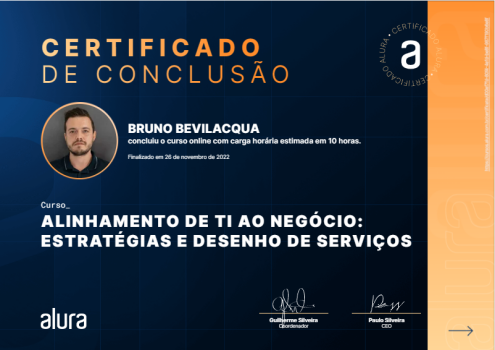 CERTIFICADO
DE CONCLUSÃO
CERTIFICADO ALURA
a
BRUNO BEVILACQUA
concluiu o curso online com carga horária estimada em 10 horas.
Finalizado em 26 de novembro de 2022
Curso_
ALINHAMENTO DE TI AO NEGÓCIO:
ESTRATÉGIAS E DESENHO DE SERVIÇOS
Guilherme Silveira
Coordenador
Paulo Silveira
CEO
alura